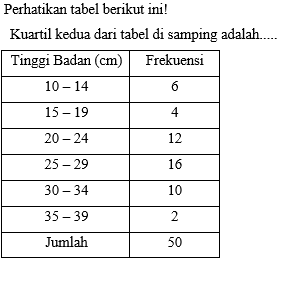 Perhatikan tabel berikut ini!
Kuartil kedua dari tabel di samping adalah.....
Tinggi Badan (cm) Frekuensi
10 – 14 6
15 – 19 4
20 – 24 12
25 – 29 16
30 – 34 10
35 – 39 2
Jumlah 50